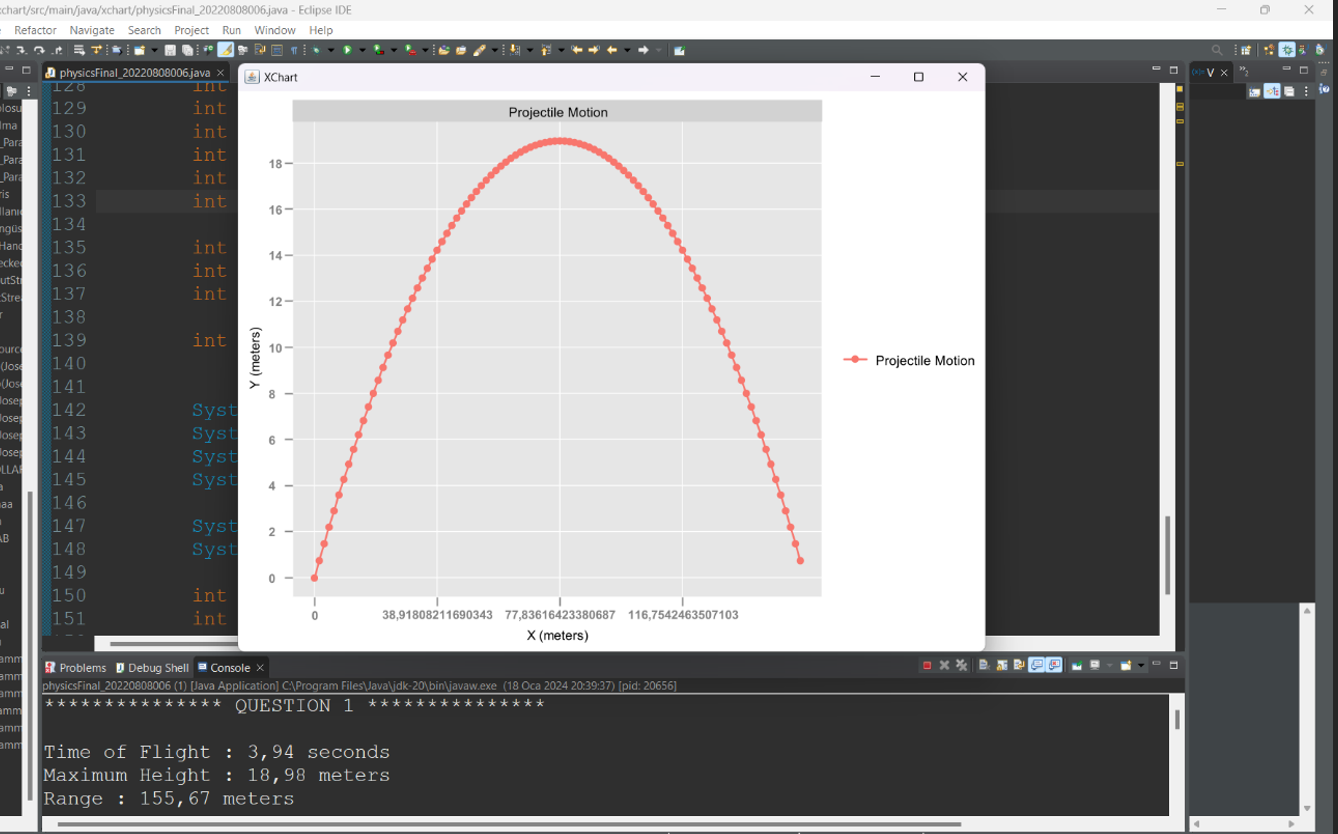 xchart/src/main/java/xchart/physicsFinal_20220808006.java - Eclipse IDE
Refactor Navigate Search Project Run Window Help
physicsFinal_20220808006.java
XChart
V
128 int
129 int
130 int
131 int
132 int
133 int
134
135 int
136 int
137 int
138
139 int
140
141
142 Syst
143 Syst
144 Syst
145 Syst
146
147 Syst
148 Syst
149
150 int
151 int
Projectile Motion
Y (meters)
18
16
14
12
10
8
6
4
2
0
0 38,91808211690343 77,83616423380687 116,7542463507103
X (meters)
Projectile Motion
Problems Debug Shell Console
physicsFinal_20220808006 (1) [Java Application] C:\Program Files\Java\jdk-20\bin\javaw.exe (18 Oca 2024 20:39:37) [pid: 20656]
*************** QUESTION 1 ***************
Time of Flight : 3,94 seconds
Maximum Height : 18,98 meters
Range : 155,67 meters